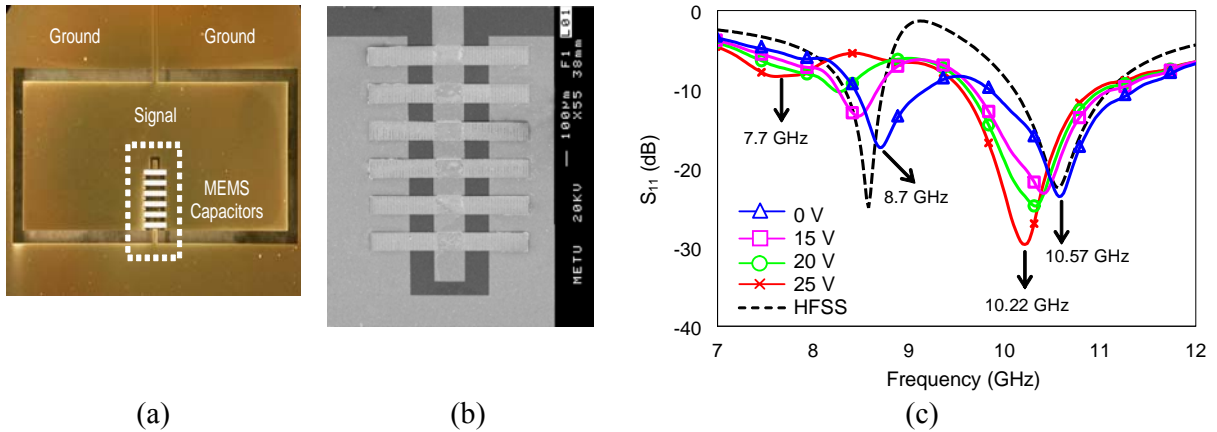 Ground Ground
Signal
MEMS
Capacitors
(a)
METU 20KV X55 38mm
100μm F1 L01
(b)
0
-10
-20
-30
-40
S11 (dB)
7.7 GHz
8.7 GHz
10.57 GHz
10.22 GHz
0 V
15 V
20 V
25 V
HFSS
7 8 9 10 11 12
Frequency (GHz)
(c)